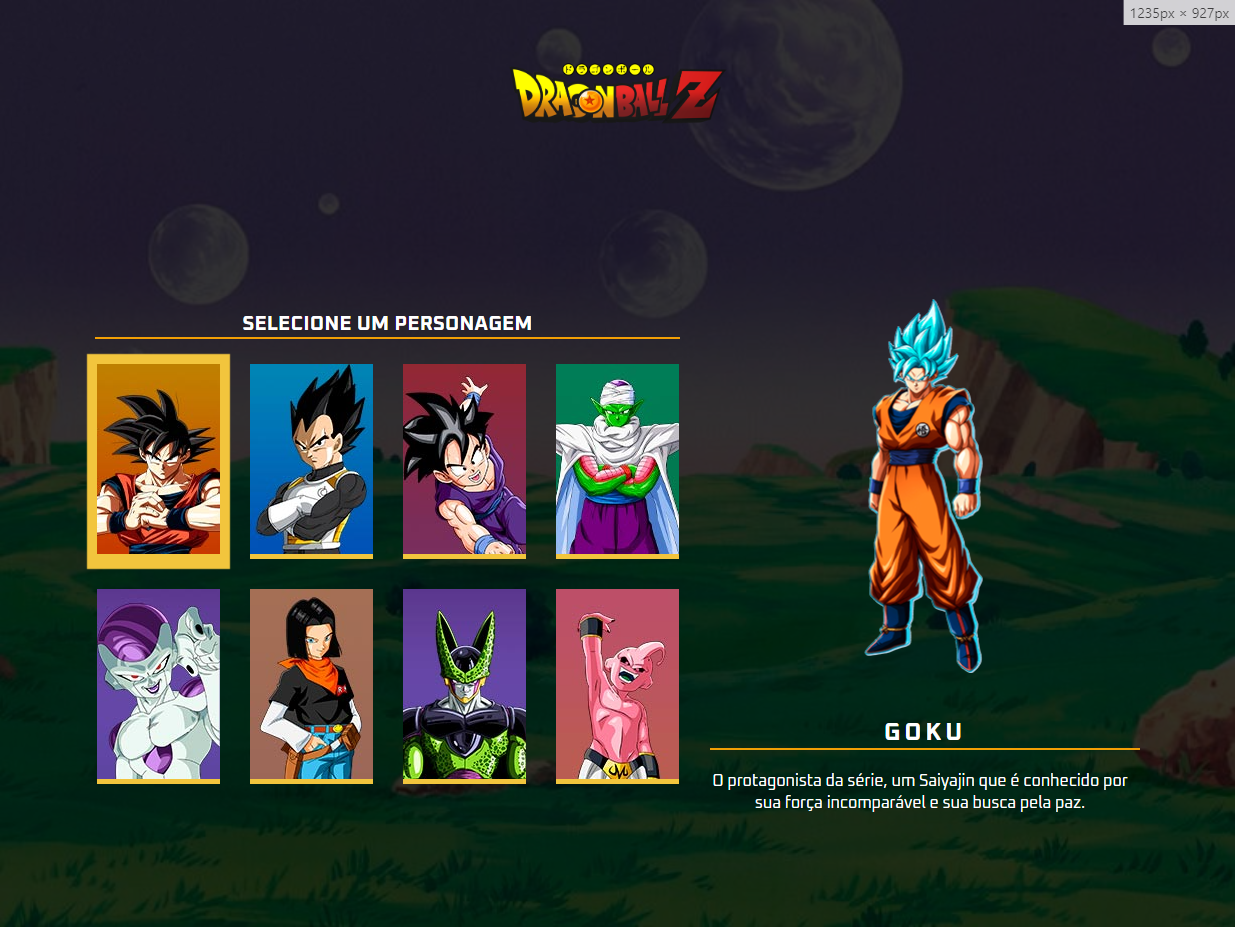 1235px × 927px
ドラゴンボール
DRAGON BALL Z
SELECIONE UM PERSONAGEM
GOKU
O protagonista da série, um Saiyajin que é conhecido por
sua força incomparável e sua busca pela paz.